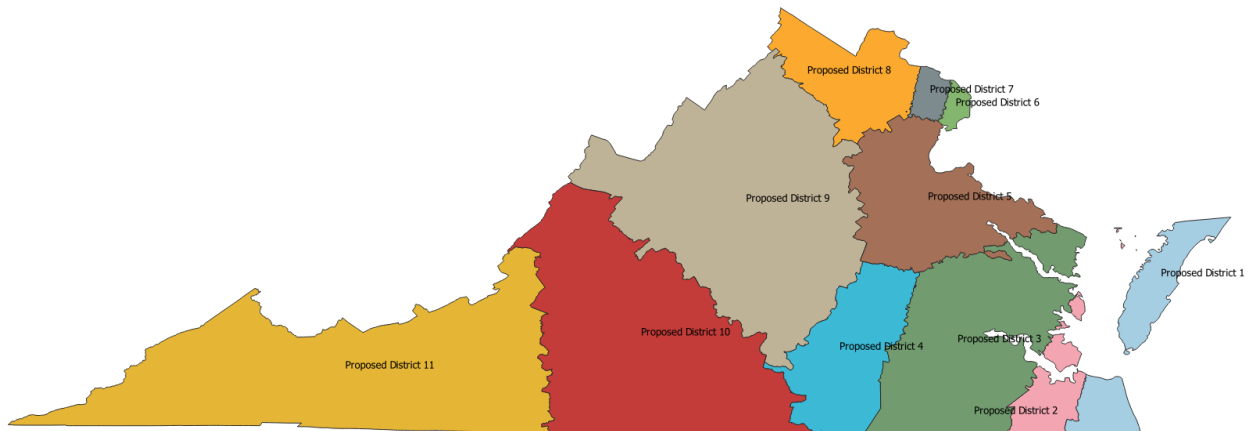 Proposed District 8
Proposed District 7
Proposed District 6
Proposed District 9
Proposed District 5
Proposed District 1
Proposed District 10
Proposed District 3
Proposed District 4
Proposed District 11
Proposed District 2